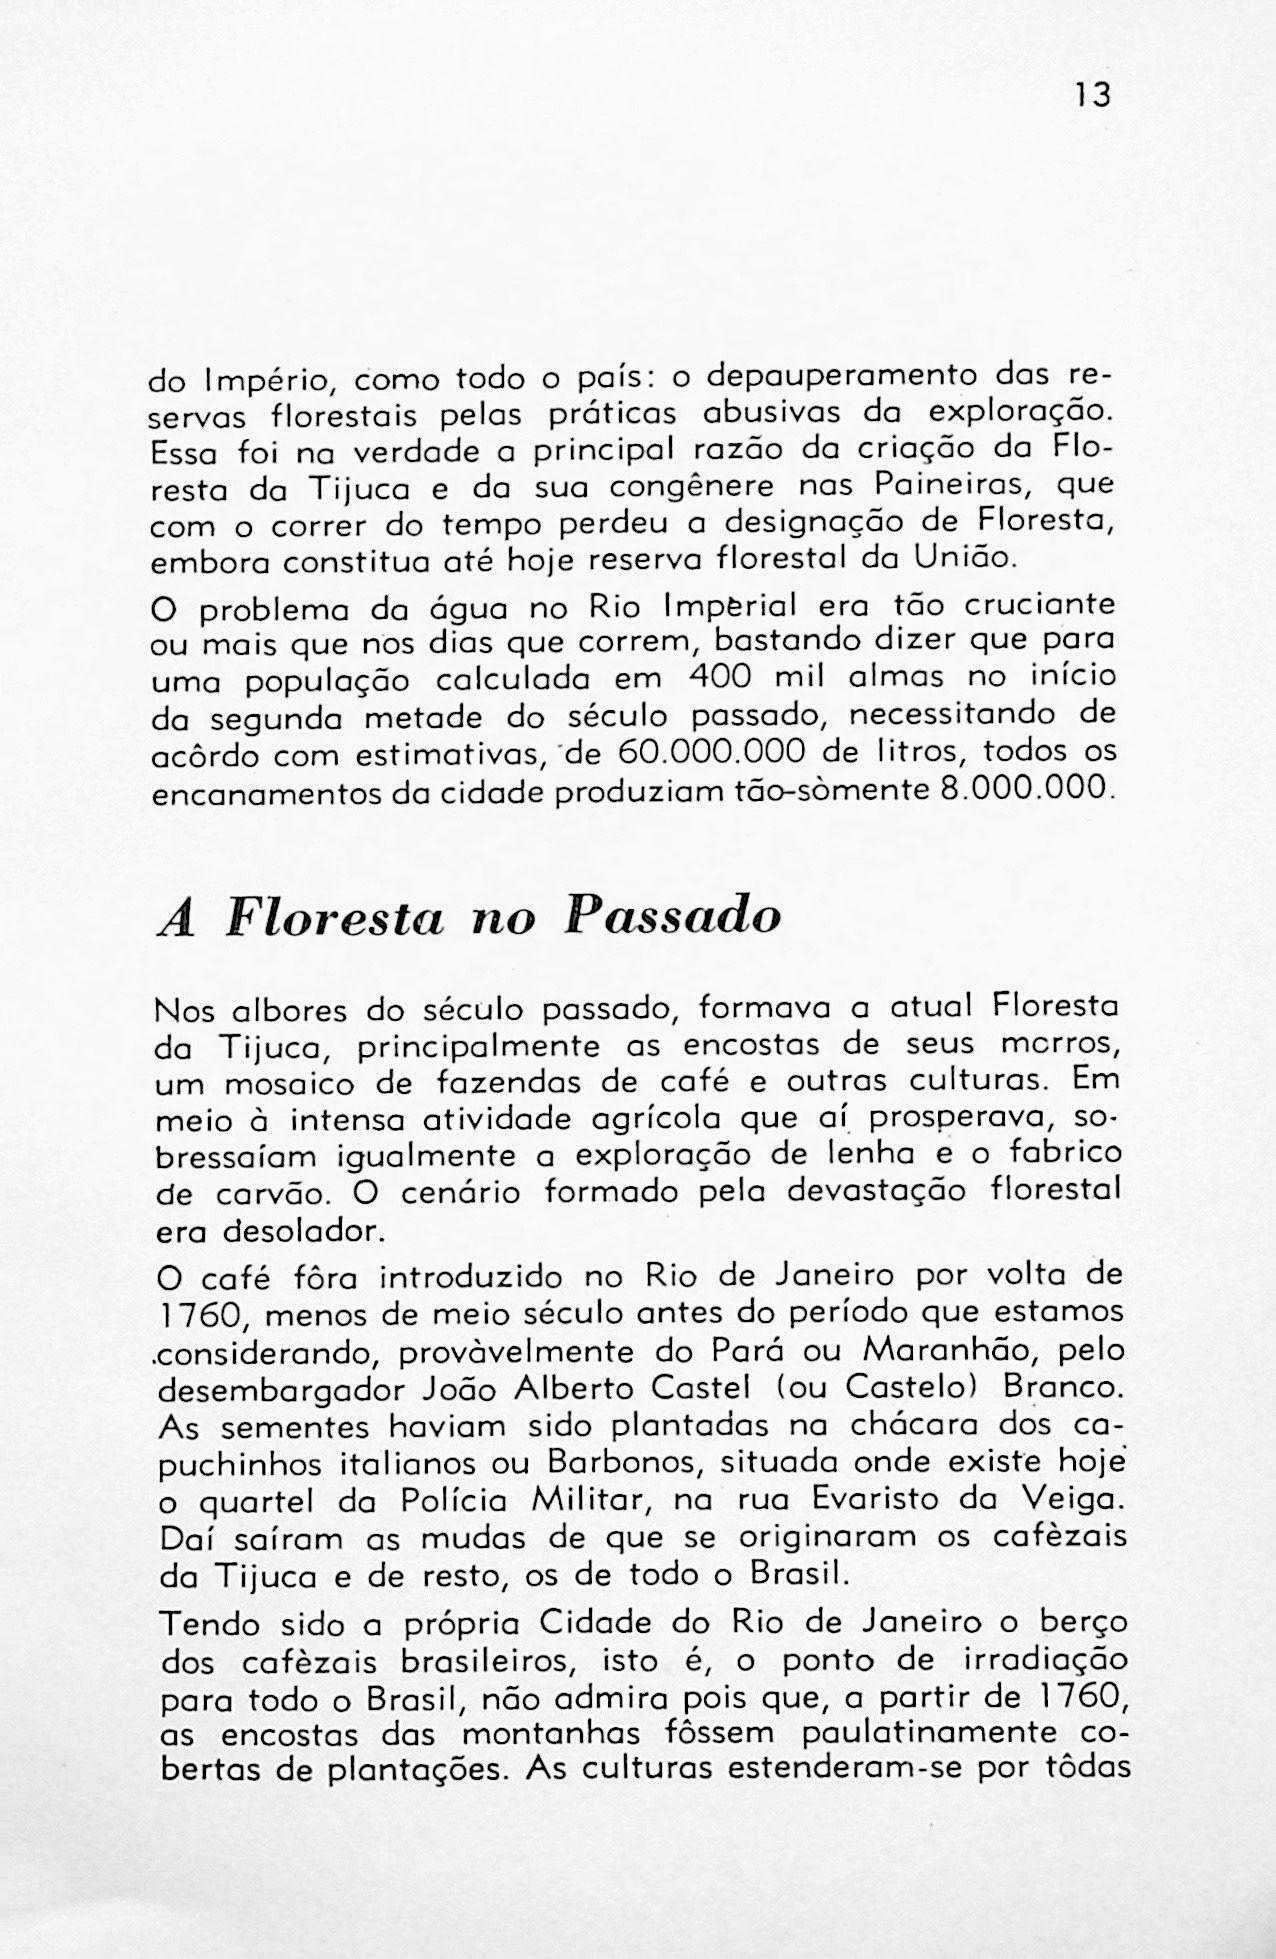 13
do Império, como todo o país: o depauperamento das re-
servas florestais pelas práticas abusivas da exploração.
Essa foi na verdade a principal razão da criação da Flo-
resta da Tijuca e da sua congênere nas Paineiras, que
com o correr do tempo perdeu a designação de Floresta,
embora constitua até hoje reserva florestal da União.
O problema da água no Rio Imperial era tão cruciante
ou mais que nos dias que correm, bastando dizer que para
uma população calculada em 400 mil almas no início
da segunda metade do século passado, necessitando de
acôrdo com estimativas, de 60.000.000 de litros, todos os
encanamentos da cidade produziam tão-sòmente 8.000.000.
A Floresta no Passado
Nos albores do século passado, formava a atual Floresta
da Tijuca, principalmente as encostas de seus morros,
um mosaico de fazendas de café e outras culturas. Em
meio à intensa atividade agrícola que aí prosperava, so-
bressaíam igualmente a exploração de lenha e o fabrico
de carvão. O cenário formado pela devastação florestal
era desolador.
O café fôra introduzido no Rio de Janeiro por volta de
1760, menos de meio século antes do período que estamos
considerando, provàvelmente do Pará ou Maranhão, pelo
desembargador João Alberto Castel (ou Castelo) Branco.
As sementes haviam sido plantadas na chácara dos ca-
puchinhos italianos ou Barbonos, situada onde existe hoje
o quartel da Polícia Militar, na rua Evaristo da Veiga.
Daí saíram as mudas de que se originaram os cafèzais
da Tijuca e de resto, os de todo o Brasil.
Tendo sido a própria Cidade do Rio de Janeiro o berço
dos cafèzais brasileiros, isto é, o ponto de irradiação
para todo o Brasil, não admira pois que, a partir de 1760,
as encostas das montanhas fôssem paulatinamente co-
bertas de plantações. As culturas estenderam-se por tôdas